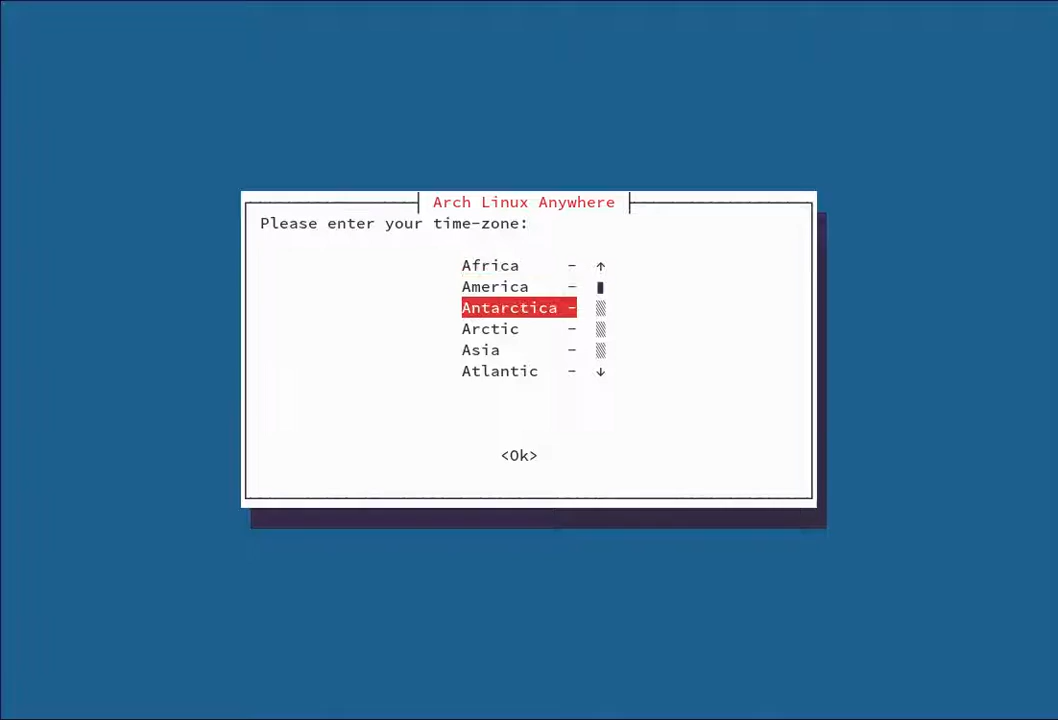 Arch Linux Anywhere
Please enter your time-zone:
Africa - ↑
America -
Antarctica -
Arctic -
Asia -
Atlantic - ↓
<Ok>